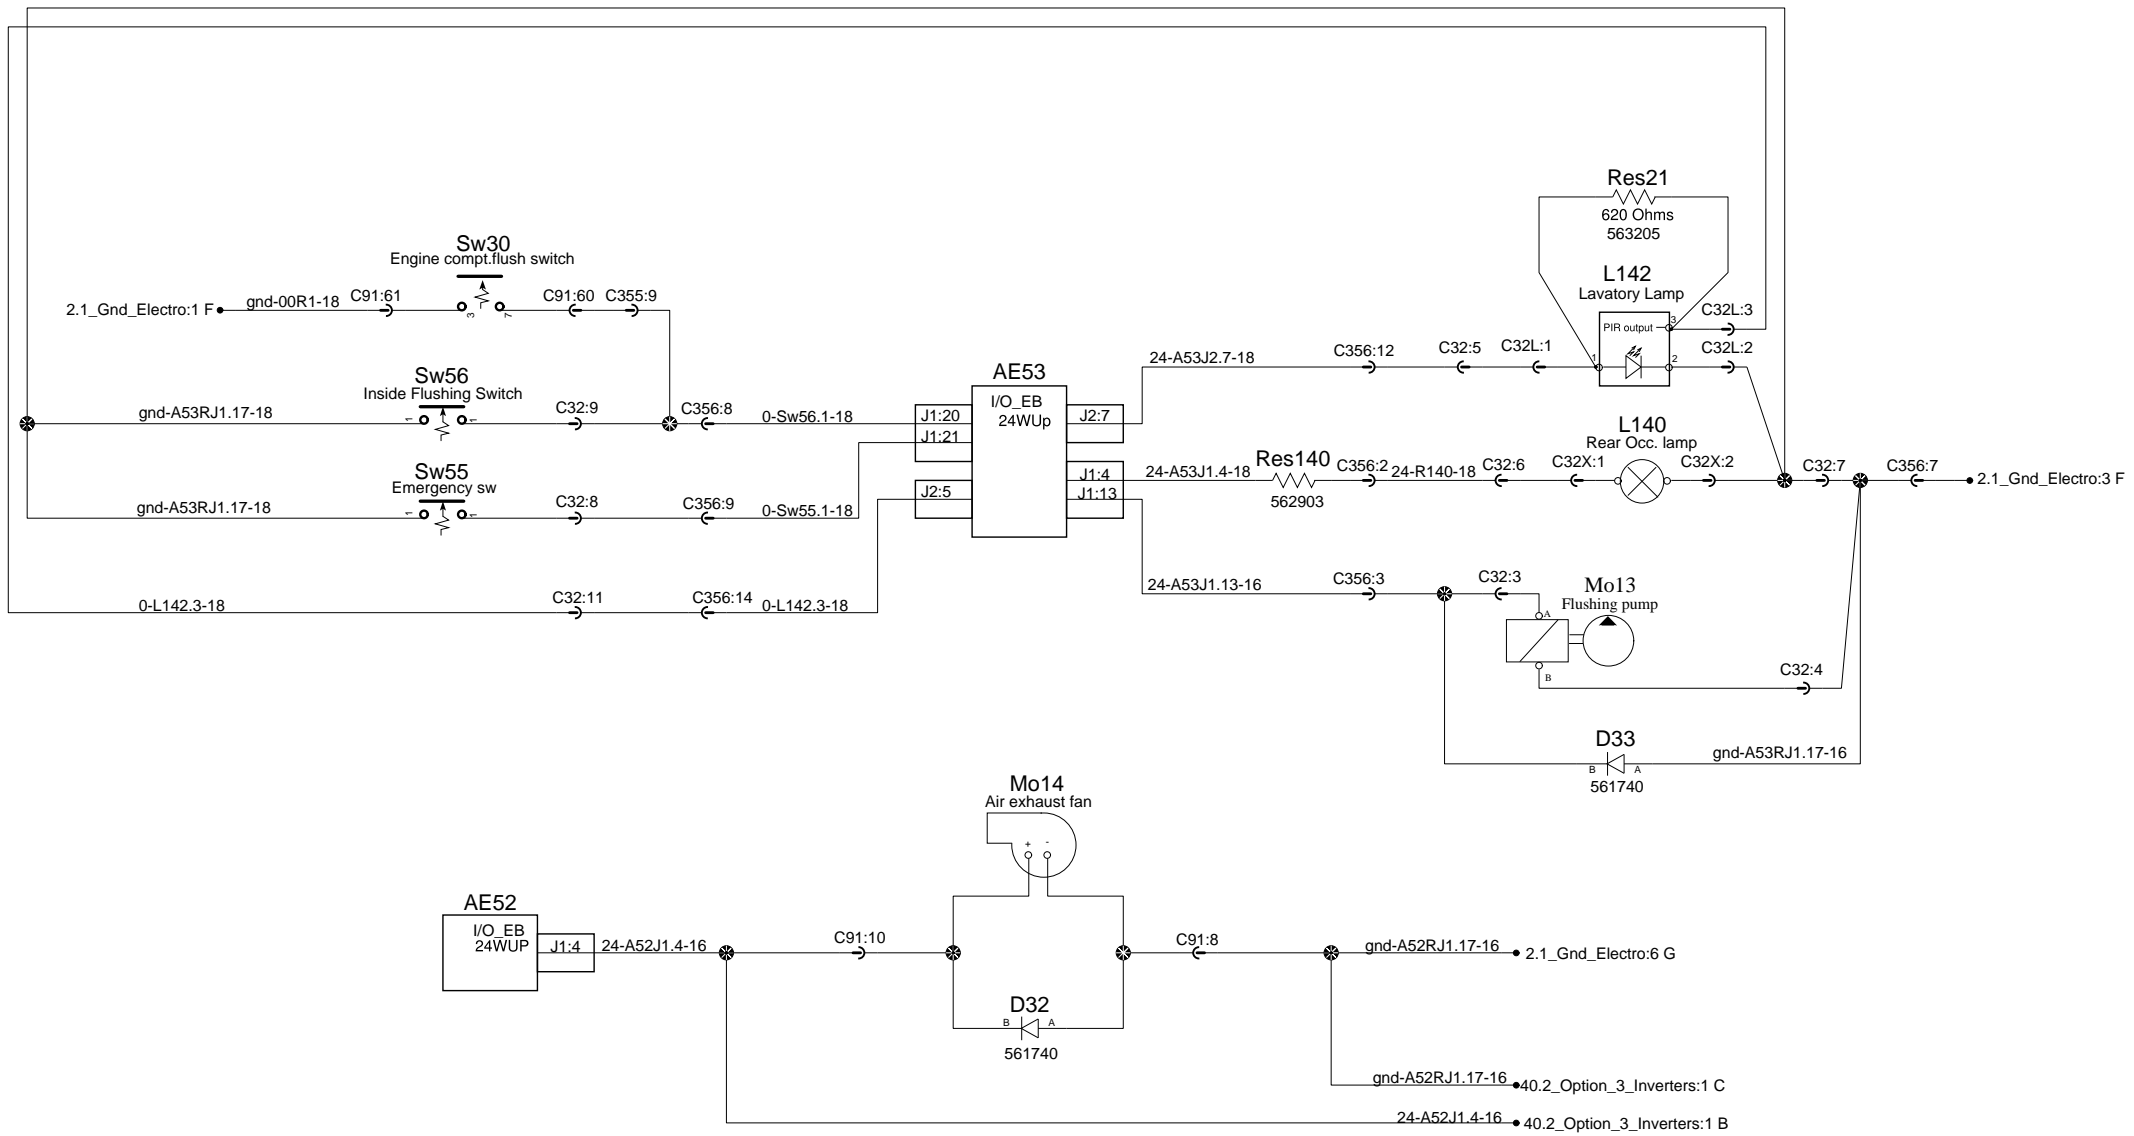 Res21
620 Ohms
563205
Sw30
Engine compt.flush switch
L142
Lavatory Lamp
2.1_Gnd_Electro:1 F
gnd-00R1-18
C91:61
3
7
C91:60
C355:9
C32L:3
PIR output
3
1
2
24-A53J2.7-18
C356:12
C32:5
C32L:1
C32L:2
Sw56
Inside Flushing Switch
AE53
gnd-A53RJ1.17-18
1
1
C32:9
C356:8
0-Sw56.1-18
J1:20
J1:21
I/O_EB
24WUp
J2:7
L140
Rear Occ. lamp
Sw55
Emergency sw
J2:5
J1:4
J1:13
24-A53J1.4-18
Res140
562903
C356:2
24-R140-18
C32:6
C32X:1
C32X:2
C32:7
C356:7
2.1_Gnd_Electro:3 F
gnd-A53RJ1.17-18
1
1
C32:8
C356:9
0-Sw55.1-18
24-A53J1.13-16
C356:3
C32:3
Mo13
Flushing pump
A
B
0-L142.3-18
C32:11
C356:14
0-L142.3-18
C32:4
D33
B
A
561740
gnd-A53RJ1.17-16
Mo14
Air exhaust fan
+
-
AE52
I/O_EB
24WUP
J1:4
24-A52J1.4-16
C91:10
C91:8
gnd-A52RJ1.17-16
2.1_Gnd_Electro:6 G
D32
B
A
561740
gnd-A52RJ1.17-16
40.2_Option_3_Inverters:1 C
24-A52J1.4-16
40.2_Option_3_Inverters:1 B